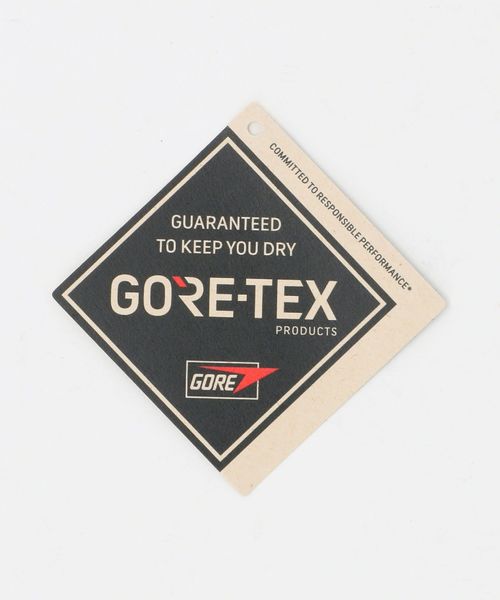 COMMITTED TO RESPONSIBLE PERFORMANCE*
GUARANTEED
TO KEEP YOU DRY
GORE-TEX
PRODUCTS
GORE